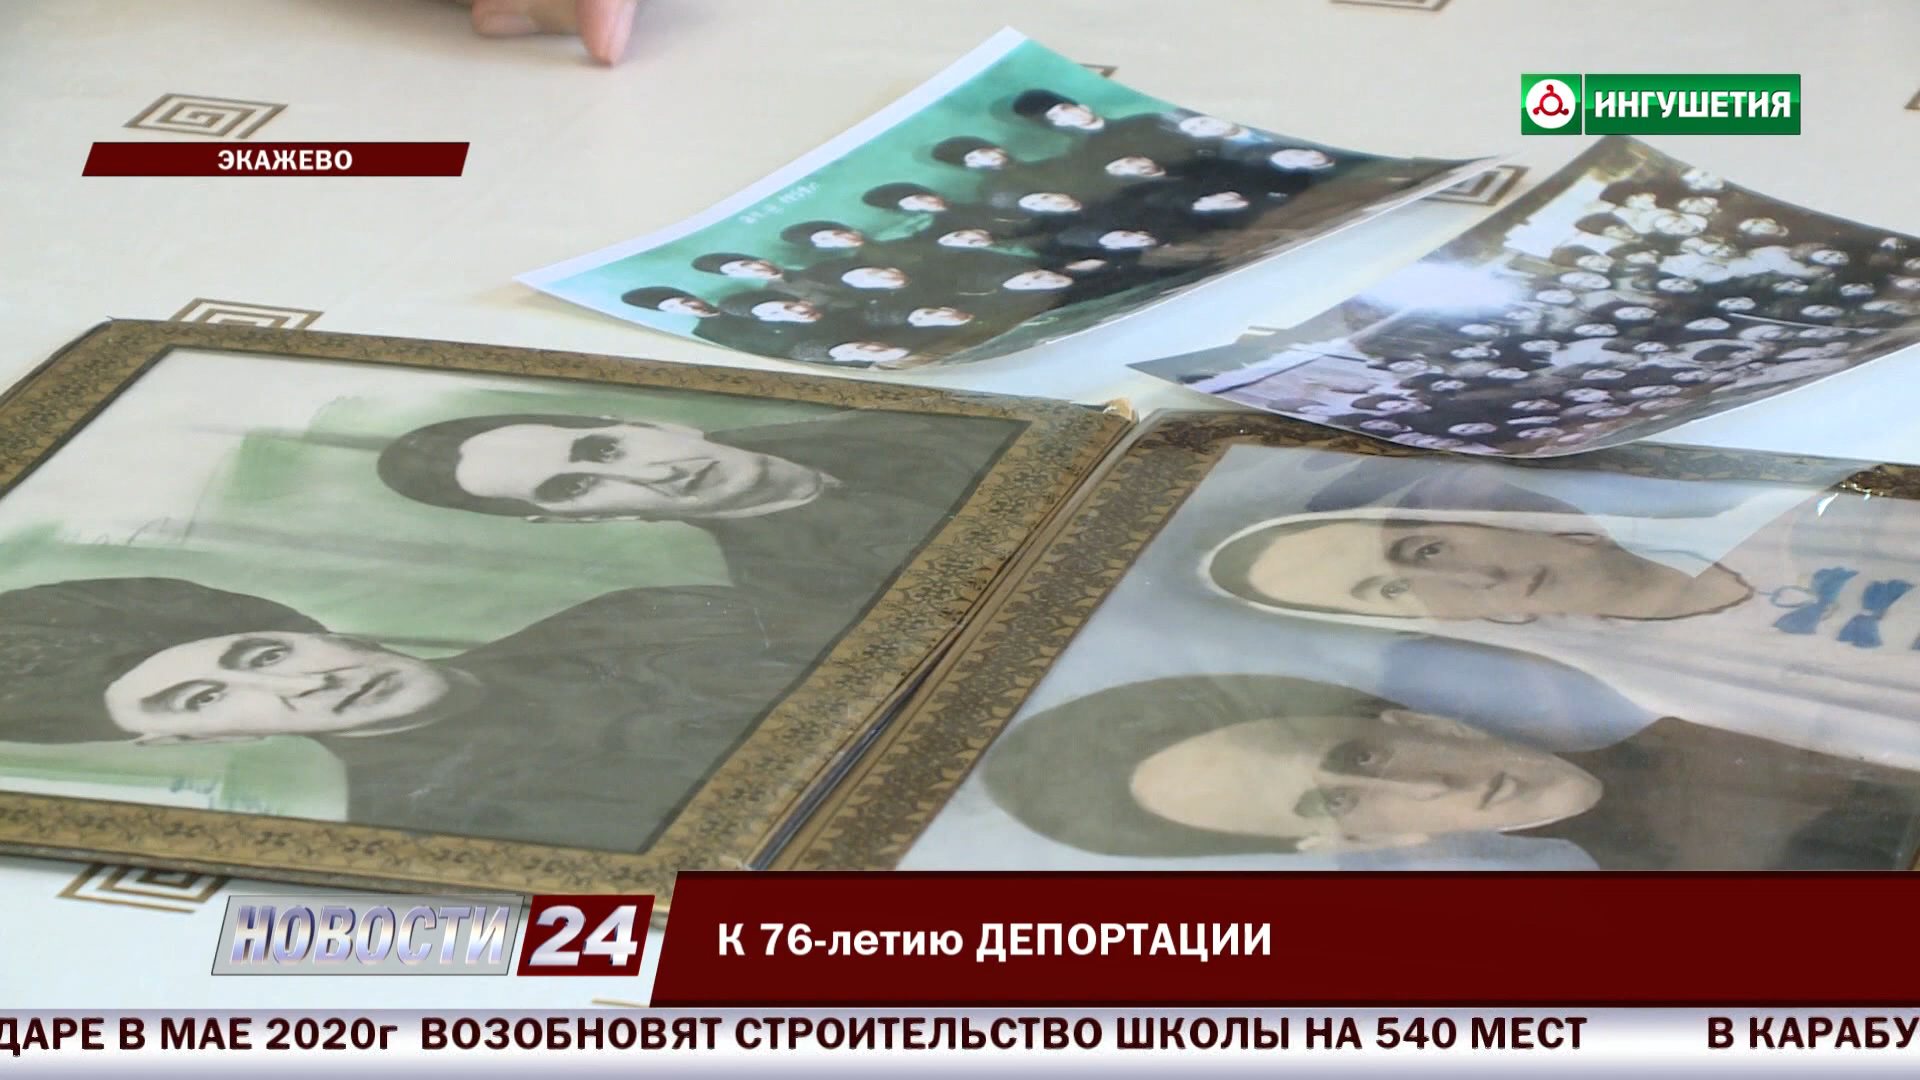 ИНГУШЕТИЯ
ЭКАЖЕВО
НОВОСТИ 24
К 76-летию ДЕПОРТАЦИИ
ДАРЕ В МАЕ 2020г ВОЗОБНОВЯТ СТРОИТЕЛЬСТВО ШКОЛЫ НА 540 МЕСТ В КАРАБУ